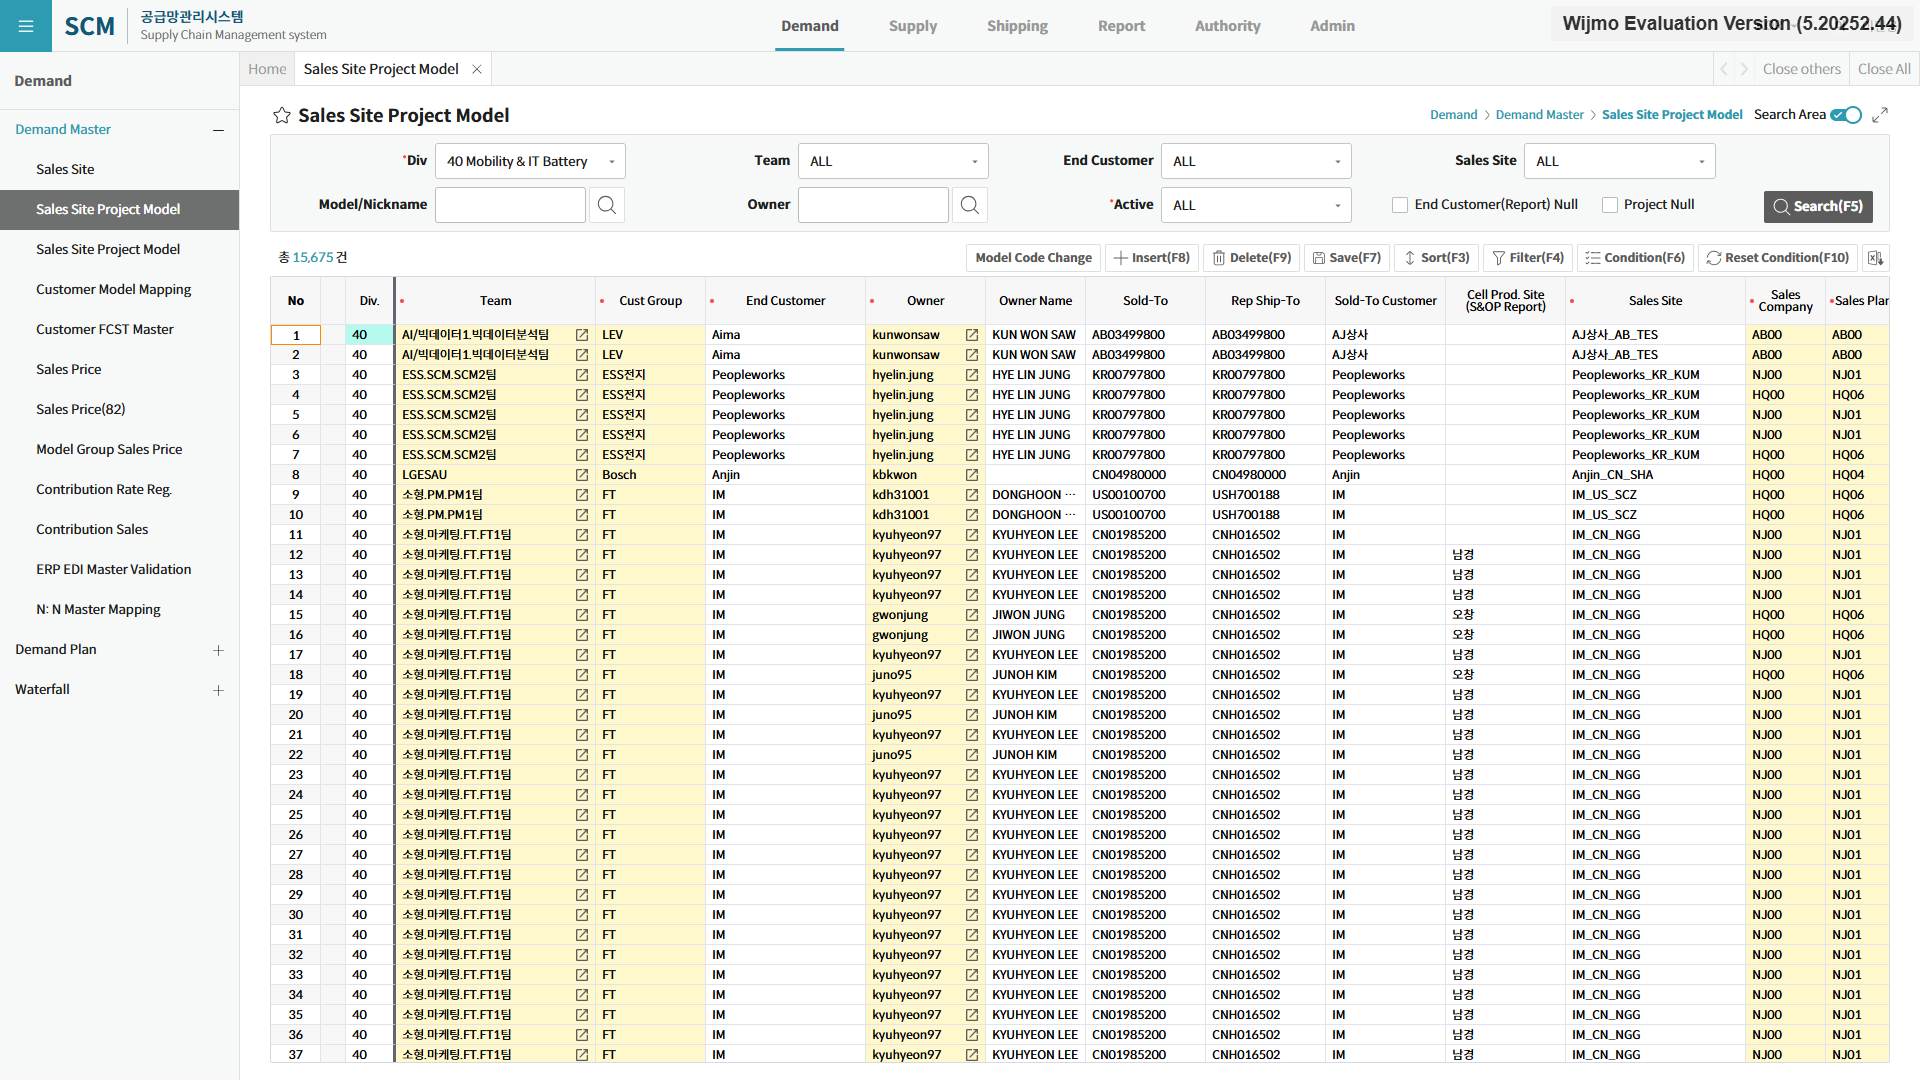 SCM 공급망관리시스템 Supply Chain Management system
Demand Supply Shipping Report Authority Admin
Wijmo Evaluation Version (5.20252.44)
Demand
Home Sales Site Project Model Close others Close All
Demand Master
Sales Site
Sales Site Project Model
Sales Site Project Model
Customer Model Mapping
Customer FCST Master
Sales Price
Sales Price(82)
Model Group Sales Price
Contribution Rate Reg.
Contribution Sales
ERP EDI Master Validation
N: N Master Mapping
Demand Plan
Waterfall
Sales Site Project Model
Demand > Demand Master > Sales Site Project Model Search Area
*Div 40 Mobility & IT Battery Team ALL End Customer ALL Sales Site ALL
Model/Nickname Owner *Active ALL End Customer(Report) Null Project Null Search(F5)
총 15,675 건
Model Code Change Insert(F8) Delete(F9) Save(F7) Sort(F3) Filter(F4) Condition(F6) Reset Condition(F10)
No Div. Team Cust Group End Customer Owner Owner Name Sold-To Rep Ship-To Sold-To Customer Cell Prod. Site (S&OP Report) Sales Site Sales Company Sales Plan
1 40 AI/빅데이터1.빅데이터분석팀 LEV Aima kunwonsaw KUN WON SAW AB03499800 AB03499800 AJ상사 AJ상사_AB_TES AB00 AB00
2 40 AI/빅데이터1.빅데이터분석팀 LEV Aima kunwonsaw KUN WON SAW AB03499800 AB03499800 AJ상사 AJ상사_AB_TES AB00 AB00
3 40 ESS.SCM.SCM2팀 ESS전지 Peopleworks hyelin.jung HYE LIN JUNG KR00797800 KR00797800 Peopleworks Peopleworks_KR_KUM NJ00 NJ01
4 40 ESS.SCM.SCM2팀 ESS전지 Peopleworks hyelin.jung HYE LIN JUNG KR00797800 KR00797800 Peopleworks Peopleworks_KR_KUM HQ00 HQ06
5 40 ESS.SCM.SCM2팀 ESS전지 Peopleworks hyelin.jung HYE LIN JUNG KR00797800 KR00797800 Peopleworks Peopleworks_KR_KUM NJ00 NJ01
6 40 ESS.SCM.SCM2팀 ESS전지 Peopleworks hyelin.jung HYE LIN JUNG KR00797800 KR00797800 Peopleworks Peopleworks_KR_KUM NJ00 NJ01
7 40 ESS.SCM.SCM2팀 ESS전지 Peopleworks hyelin.jung HYE LIN JUNG KR00797800 KR00797800 Peopleworks Peopleworks_KR_KUM HQ00 HQ06
8 40 LGESAU Bosch Anjin kbkwon CN04980000 CN04980000 Anjin Anjin_CN_SHA HQ00 HQ04
9 40 소형.PM.PM1팀 FT IM kdh31001 DONGHOON ··· US00100700 USH700188 IM IM_US_SCZ HQ00 HQ06
10 40 소형.PM.PM1팀 FT IM kdh31001 DONGHOON ··· US00100700 USH700188 IM IM_US_SCZ HQ00 HQ06
11 40 소형.마케팅.FT.FT1팀 FT IM kyuhyeon97 KYUHYEON LEE CN01985200 CNH016502 IM IM_CN_NGG NJ00 NJ01
12 40 소형.마케팅.FT.FT1팀 FT IM kyuhyeon97 KYUHYEON LEE CN01985200 CNH016502 IM 남경 IM_CN_NGG NJ00 NJ01
13 40 소형.마케팅.FT.FT1팀 FT IM kyuhyeon97 KYUHYEON LEE CN01985200 CNH016502 IM 남경 IM_CN_NGG NJ00 NJ01
14 40 소형.마케팅.FT.FT1팀 FT IM kyuhyeon97 KYUHYEON LEE CN01985200 CNH016502 IM 남경 IM_CN_NGG NJ00 NJ01
15 40 소형.마케팅.FT.FT1팀 FT IM gwonjung JIWON JUNG CN01985200 CNH016502 IM 오창 IM_CN_NGG HQ00 HQ06
16 40 소형.마케팅.FT.FT1팀 FT IM gwonjung JIWON JUNG CN01985200 CNH016502 IM 오창 IM_CN_NGG HQ00 HQ06
17 40 소형.마케팅.FT.FT1팀 FT IM kyuhyeon97 KYUHYEON LEE CN01985200 CNH016502 IM 남경 IM_CN_NGG NJ00 NJ01
18 40 소형.마케팅.FT.FT1팀 FT IM juno95 JUNOH KIM CN01985200 CNH016502 IM 오창 IM_CN_NGG HQ00 HQ06
19 40 소형.마케팅.FT.FT1팀 FT IM kyuhyeon97 KYUHYEON LEE CN01985200 CNH016502 IM 남경 IM_CN_NGG NJ00 NJ01
20 40 소형.마케팅.FT.FT1팀 FT IM juno95 JUNOH KIM CN01985200 CNH016502 IM 남경 IM_CN_NGG NJ00 NJ01
21 40 소형.마케팅.FT.FT1팀 FT IM kyuhyeon97 KYUHYEON LEE CN01985200 CNH016502 IM 남경 IM_CN_NGG NJ00 NJ01
22 40 소형.마케팅.FT.FT1팀 FT IM juno95 JUNOH KIM CN01985200 CNH016502 IM 남경 IM_CN_NGG NJ00 NJ01
23 40 소형.마케팅.FT.FT1팀 FT IM kyuhyeon97 KYUHYEON LEE CN01985200 CNH016502 IM 남경 IM_CN_NGG NJ00 NJ01
24 40 소형.마케팅.FT.FT1팀 FT IM kyuhyeon97 KYUHYEON LEE CN01985200 CNH016502 IM 남경 IM_CN_NGG NJ00 NJ01
25 40 소형.마케팅.FT.FT1팀 FT IM kyuhyeon97 KYUHYEON LEE CN01985200 CNH016502 IM 남경 IM_CN_NGG NJ00 NJ01
26 40 소형.마케팅.FT.FT1팀 FT IM kyuhyeon97 KYUHYEON LEE CN01985200 CNH016502 IM 남경 IM_CN_NGG NJ00 NJ01
27 40 소형.마케팅.FT.FT1팀 FT IM kyuhyeon97 KYUHYEON LEE CN01985200 CNH016502 IM 남경 IM_CN_NGG NJ00 NJ01
28 40 소형.마케팅.FT.FT1팀 FT IM kyuhyeon97 KYUHYEON LEE CN01985200 CNH016502 IM 남경 IM_CN_NGG NJ00 NJ01
29 40 소형.마케팅.FT.FT1팀 FT IM kyuhyeon97 KYUHYEON LEE CN01985200 CNH016502 IM 남경 IM_CN_NGG NJ00 NJ01
30 40 소형.마케팅.FT.FT1팀 FT IM kyuhyeon97 KYUHYEON LEE CN01985200 CNH016502 IM 남경 IM_CN_NGG NJ00 NJ01
31 40 소형.마케팅.FT.FT1팀 FT IM kyuhyeon97 KYUHYEON LEE CN01985200 CNH016502 IM 남경 IM_CN_NGG NJ00 NJ01
32 40 소형.마케팅.FT.FT1팀 FT IM kyuhyeon97 KYUHYEON LEE CN01985200 CNH016502 IM 남경 IM_CN_NGG NJ00 NJ01
33 40 소형.마케팅.FT.FT1팀 FT IM kyuhyeon97 KYUHYEON LEE CN01985200 CNH016502 IM 남경 IM_CN_NGG NJ00 NJ01
34 40 소형.마케팅.FT.FT1팀 FT IM kyuhyeon97 KYUHYEON LEE CN01985200 CNH016502 IM 남경 IM_CN_NGG NJ00 NJ01
35 40 소형.마케팅.FT.FT1팀 FT IM kyuhyeon97 KYUHYEON LEE CN01985200 CNH016502 IM 남경 IM_CN_NGG NJ00 NJ01
36 40 소형.마케팅.FT.FT1팀 FT IM kyuhyeon97 KYUHYEON LEE CN01985200 CNH016502 IM 남경 IM_CN_NGG NJ00 NJ01
37 40 소형.마케팅.FT.FT1팀 FT IM kyuhyeon97 KYUHYEON LEE CN01985200 CNH016502 IM 남경 IM_CN_NGG NJ00 NJ01